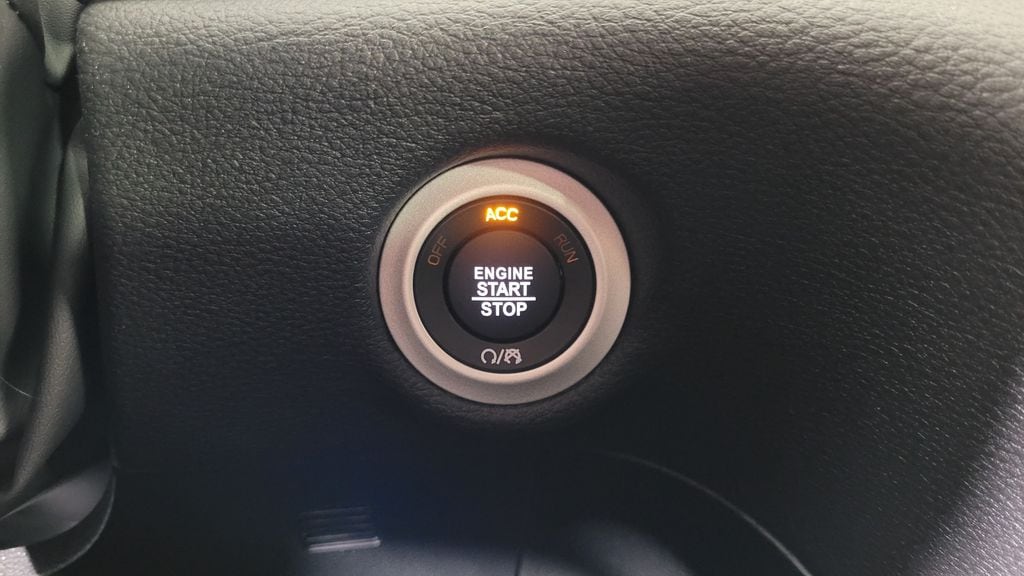 ACC
OFF
RUN
ENGINE
START
STOP